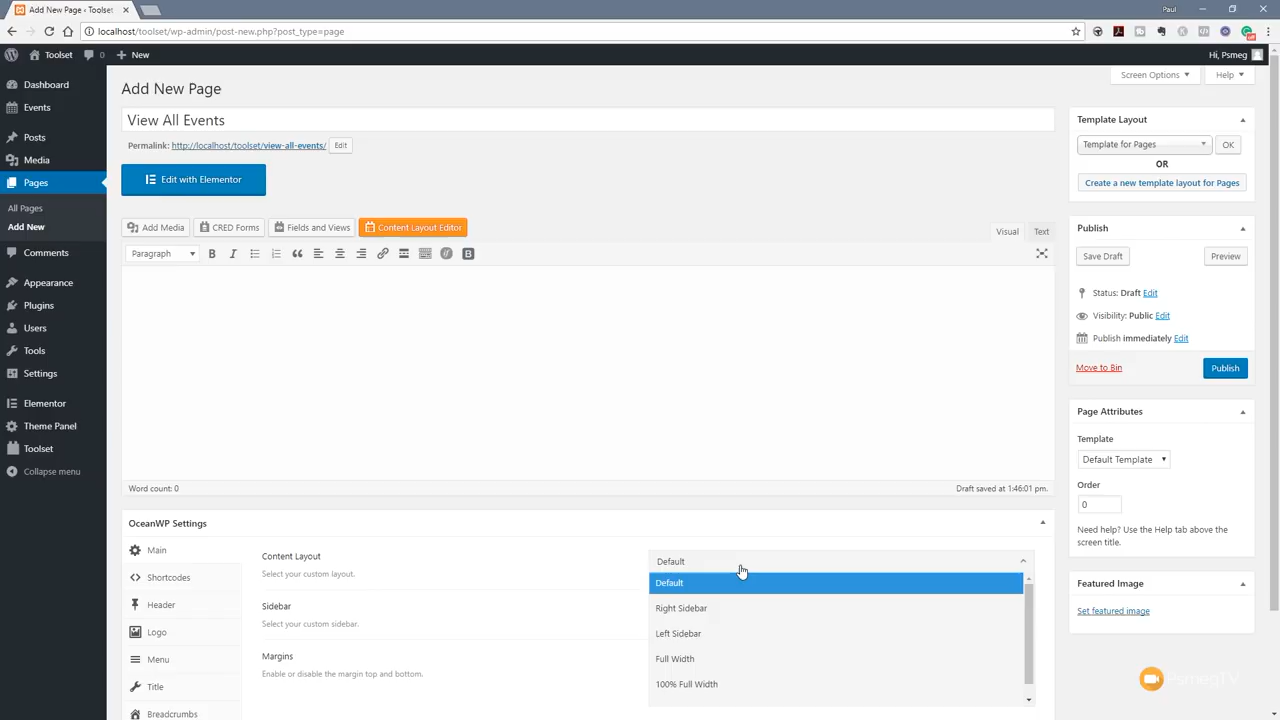 Add New Page ‹ Toolset
Paul
localhost/toolset/wp-admin/post-new.php?post_type=page
Toolset
0
New
Hi, Psmeg
Dashboard
Events
Posts
Media
Pages
All Pages
Add New
Comments
Appearance
Plugins
Users
Tools
Settings
Elementor
Theme Panel
Toolset
Collapse menu
Screen Options
Help
Add New Page
View All Events
Permalink: http://localhost/toolset/view-all-events/ Edit
Edit with Elementor
Add Media
CRED Forms
Fields and Views
Content Layout Editor
Visual
Text
Paragraph
Word count: 0
Draft saved at 1:46:01 pm.
OceanWP Settings
Main
Shortcodes
Header
Logo
Menu
Title
Breadcrumbs
Content Layout
Select your custom layout.
Sidebar
Select your custom sidebar.
Margins
Enable or disable the margin top and bottom.
Default
Default
Right Sidebar
Left Sidebar
Full Width
100% Full Width
Template Layout
Template for Pages
OK
OR
Create a new template layout for Pages
Publish
Save Draft
Preview
Status: Draft Edit
Visibility: Public Edit
Publish immediately Edit
Move to Bin
Publish
Page Attributes
Template
Default Template
Order
0
Need help? Use the Help tab above the
screen title.
Featured Image
Set featured image
PsmegTV